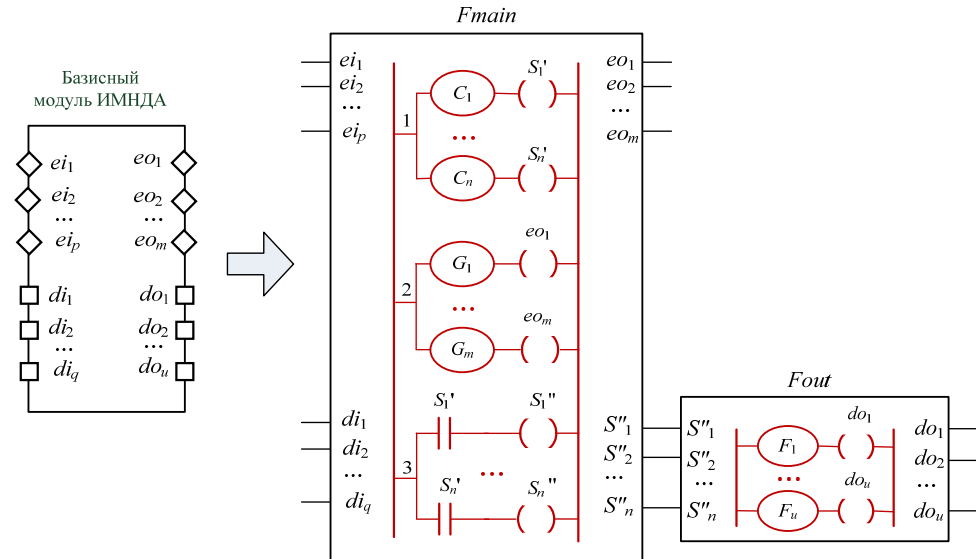 Базисный
модуль ИМНДА
ei1
ei2
...
eip
di1
di2
...
diq
eo1
eo2
...
eom
do1
do2
...
dou
Fmain
ei1
ei2
...
eip
di1
di2
...
diq
1
C1
S1'
...
Cn
Sn'
2
G1
eo1
...
eom
Gm
3
S1'
S1''
...
Sn'
Sn''
eo1
eo2
...
eom
S''1
S''2
...
S''n
Fout
S''1
S''2
...
S''n
F1
do1
...
dou
Fu
do1
do2
...
dou